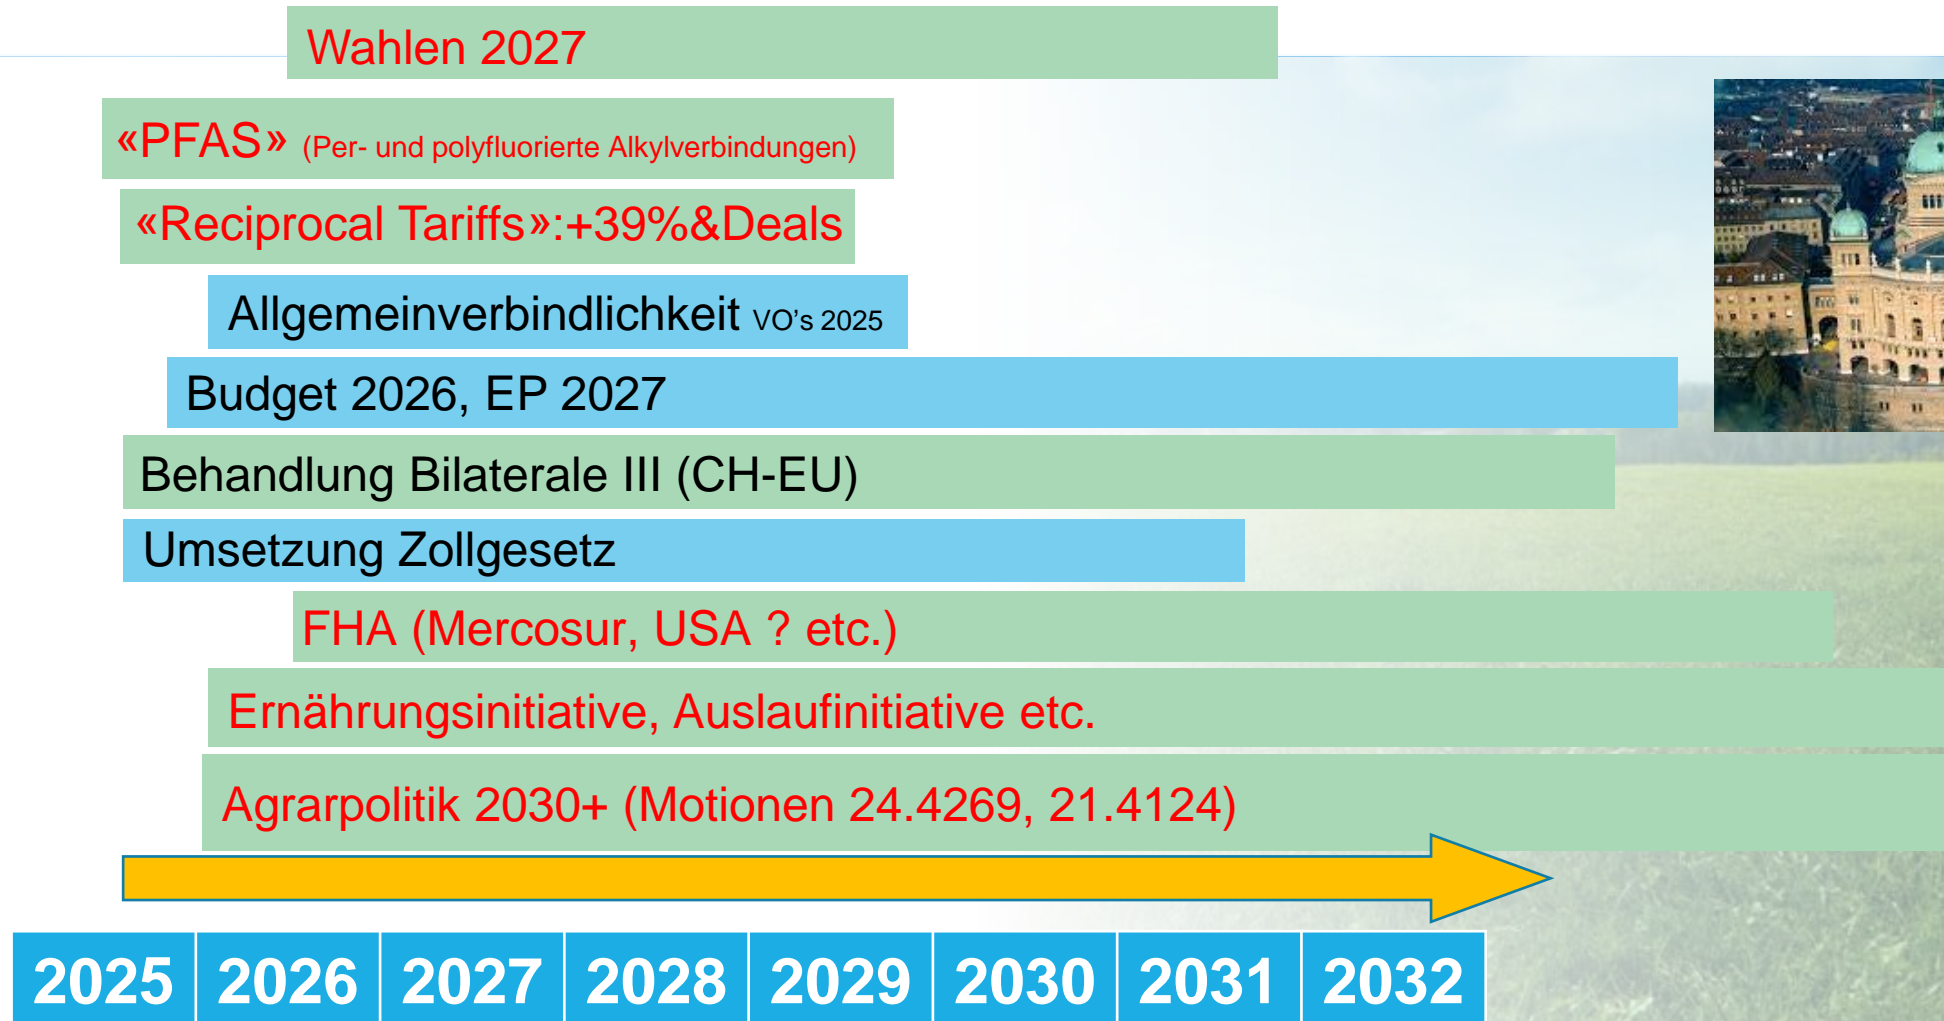 Wahlen 2027
«PFAS» (Per- und polyfluorierte Alkylverbindungen)
«Reciprocal Tariffs»:+39%&Deals
Allgemeinverbindlichkeit VO’s 2025
Budget 2026, EP 2027
Behandlung Bilaterale III (CH-EU)
Umsetzung Zollgesetz
FHA (Mercosur, USA ? etc.)
Ernährungsinitiative, Auslaufinitiative etc.
Agrarpolitik 2030+ (Motionen 24.4269, 21.4124)
2025 2026 2027 2028 2029 2030 2031 2032